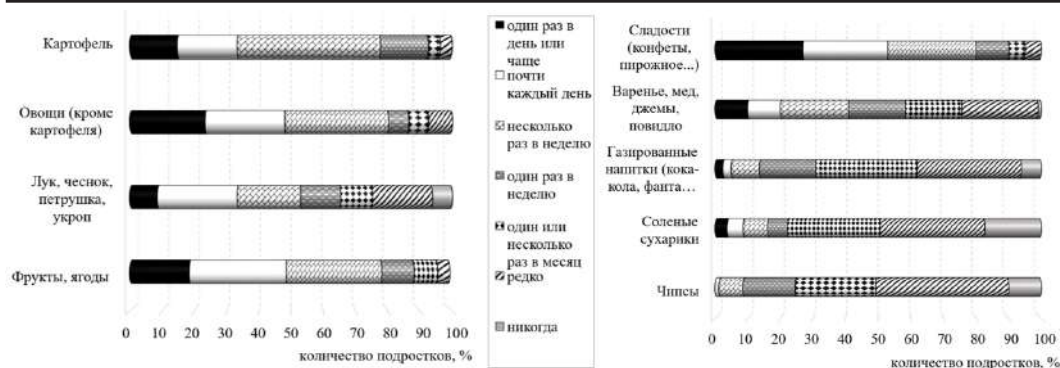 Картофель
Овощи (кроме
картофеля)
Лук, чеснок,
петрушка,
укроп
Фрукты, ягоды
0 10 20 30 40 50 60 70 80 90 100
количество подростков, %
один раз в
день или
чаще
почти
каждый день
несколько
раз в неделю
один раз в
неделю
один или
несколько
раз в месяц
редко
никогда
Сладости
(конфеты,
пирожное...)
Варенье, мед,
джемы,
повидло
Газированные
напитки (кока-
кола, фанта…
Соленые
сухарики
Чипсы
0 10 20 30 40 50 60 70 80 90 100
количество подростков, %